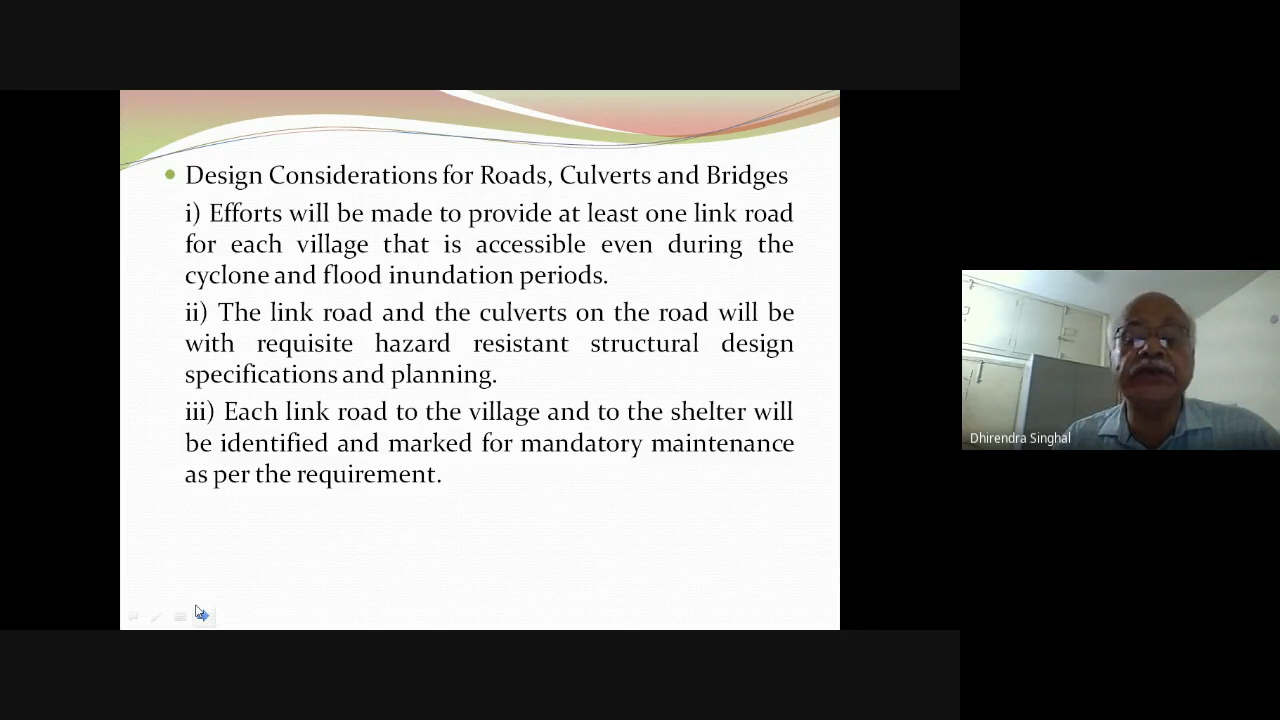 Design Considerations for Roads, Culverts and Bridges
i) Efforts will be made to provide at least one link road
for each village that is accessible even during the
cyclone and flood inundation periods.
ii) The link road and the culverts on the road will be
with requisite hazard resistant structural design
specifications and planning.
iii) Each link road to the village and to the shelter will
be identified and marked for mandatory maintenance
as per the requirement.
Dhirendra Singhal